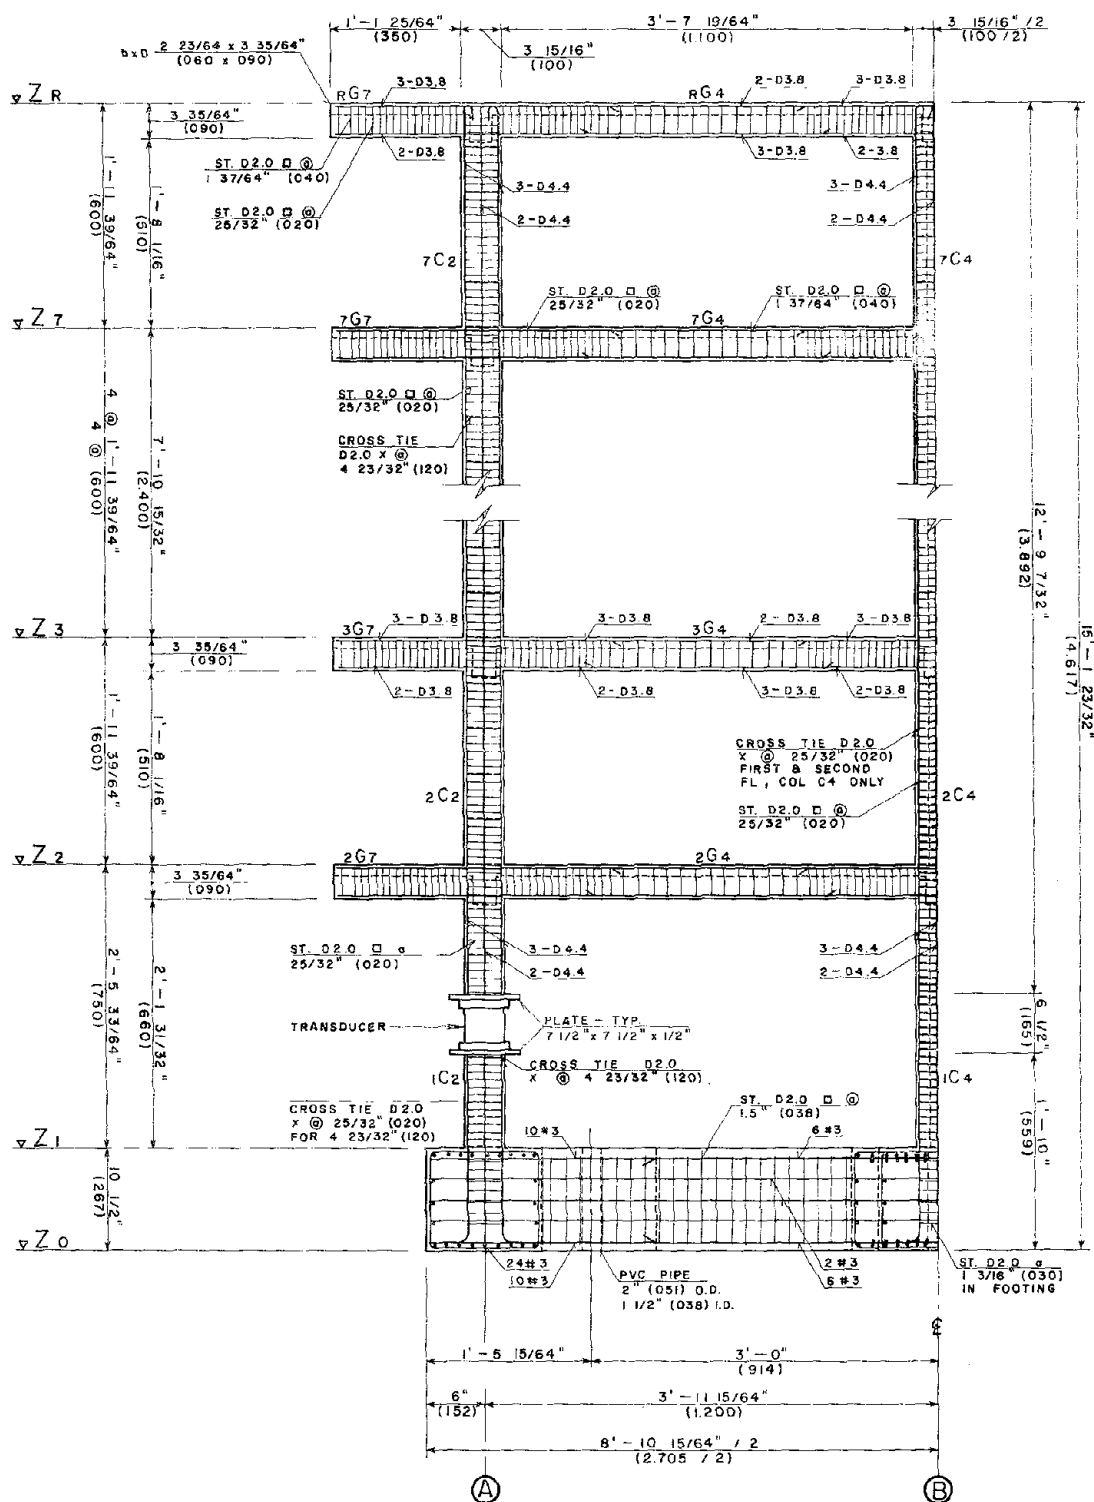 1'-1 25/64"
(350)
3'-7 19/64"
(1.100)
3 15/16" / 2
(100 / 2)
3 15/16"
(100)
bxD 2 23/64 x 3 35/64"
(060 x 090)
Z R
RG7
3-D3.8
RG4
2-D3.8
3-D3.8
3 35/64"
(090)
2-D3.8
3-D3.8
2-3.8
ST. D2.0 □ @
1 37/64" (040)
ST. D2.0 □ @
25/32" (020)
3-D4.4
2-D4.4
3-D4.4
2-D4.4
1'-11 39/64"
(600)
1'-8 1/16"
(510)
7C2
7C4
ST. D2.0 □ @
25/32" (020)
ST. D2.0 □ @
1 37/64" (040)
Z 7
7G7
7G4
ST. D2.0 □ @
25/32" (020)
CROSS TIE
D2.0 X @
4 23/32" (120)
4 @ 1'-11 39/64"
4 @ (600)
7'-10 15/32"
(2.400)
12'-9 7/32"
(3.892)
15'-1 23/32"
(4.617)
Z 3
3G7
3-D3.8
3-D3.8
3G4
2-D3.8
3-D3.8
3 35/64
(090)
2-D3.8
2-D3.8
3-D3.8
2-D3.8
1'-11 39/64"
(600)
1'-8 1/16"
(510)
CROSS TIE D2.0
X @ 25/32" (020)
FIRST & SECOND
FL, COL C4 ONLY
2C2
2C4
ST. D2.0 □ @
25/32" (020)
Z 2
2G7
2G4
3 35/64"
(090)
ST. D2.0 □ @
25/32" (020)
3-D4.4
2-D4.4
3-D4.4
2-D4.4
2'-5 33/64"
(750)
2'-1 31/32"
(660)
6 1/2"
(165)
TRANSDUCER
PLATE - TYP.
7 1/2" x 7 1/2" x 1/2"
CROSS TIE D2.0
X @ 4 23/32" (120)
1C2
1C4
CROSS TIE D2.0
X @ 25/32" (020)
FOR 4 23/32" (120)
ST. D2.0 □ @
1.5" (038)
1'-10"
(559)
Z 1
10#3
6#3
10 1/2"
(267)
Z 0
24#3
10#3
PVC PIPE
2" (051) O.D.
1 1/2" (038) I.D.
2#3
6#3
ST. D2.0 @
1 3/16" (030)
IN FOOTING
℄
1'-5 15/64"
3'-0"
(914)
6"
(152)
3'-11 15/64"
(1.200)
8'-10 15/64" / 2
(2.705 / 2)
A
B